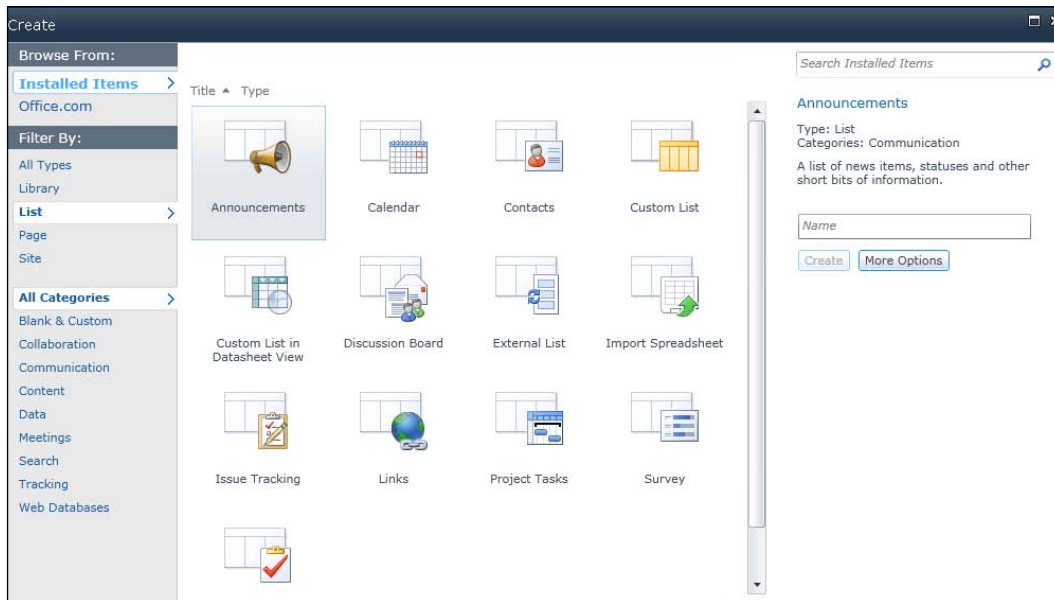 Create
Browse From:
Installed Items
Office.com
Filter By:
All Types
Library
List
Page
Site
All Categories
Blank & Custom
Collaboration
Communication
Content
Data
Meetings
Search
Tracking
Web Databases
Title Type
Announcements Calendar Contacts Custom List
Custom List in
Datasheet View
Discussion Board External List Import Spreadsheet
Issue Tracking Links Project Tasks Survey
Search Installed Items
Announcements
Type: List
Categories: Communication
A list of news items, statuses and other
short bits of information.
Name
Create More Options